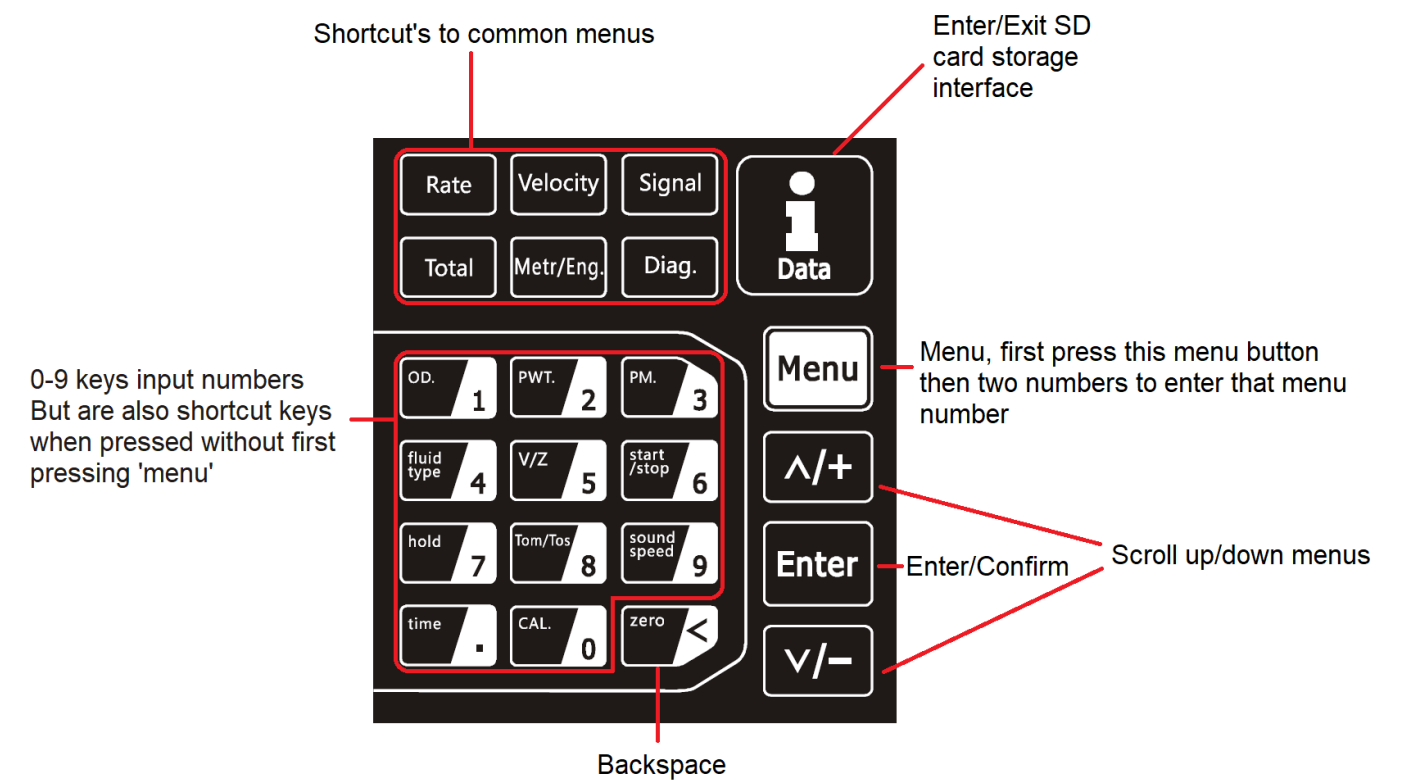 Shortcut's to common menus
Enter/Exit SD
card storage
interface
Rate
Velocity
Signal
Total
Metr/Eng.
Diag.
Data
0-9 keys input numbers
But are also shortcut keys
when pressed without first
pressing 'menu'
OD.
1
PWT.
2
PM.
3
fluid
type
4
V/Z
5
start
/stop
6
hold
7
Tom/Tos
8
sound
speed
9
time
.
CAL.
0
zero
<
Menu
Menu, first press this menu button
then two numbers to enter that menu
number
∧/+
Enter
Enter/Confirm
Scroll up/down menus
∨/−
Backspace